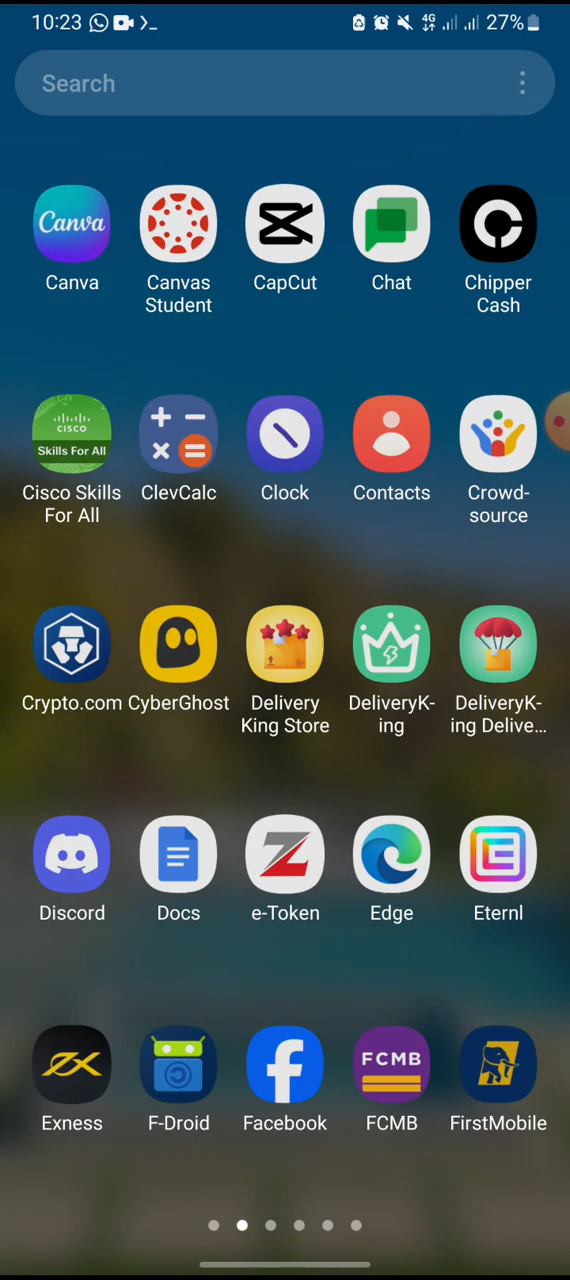 10:23 4G 27%
Search
Canva
CISCO
Skills For All
FCMB
Canva Canvas Student CapCut Chat Chipper Cash
Cisco Skills For All ClevCalc Clock Contacts Crowd-source
Crypto.com CyberGhost Delivery King Store DeliveryK-ing DeliveryK-ing Delive...
Discord Docs e-Token Edge Eternl
Exness F-Droid Facebook FCMB FirstMobile